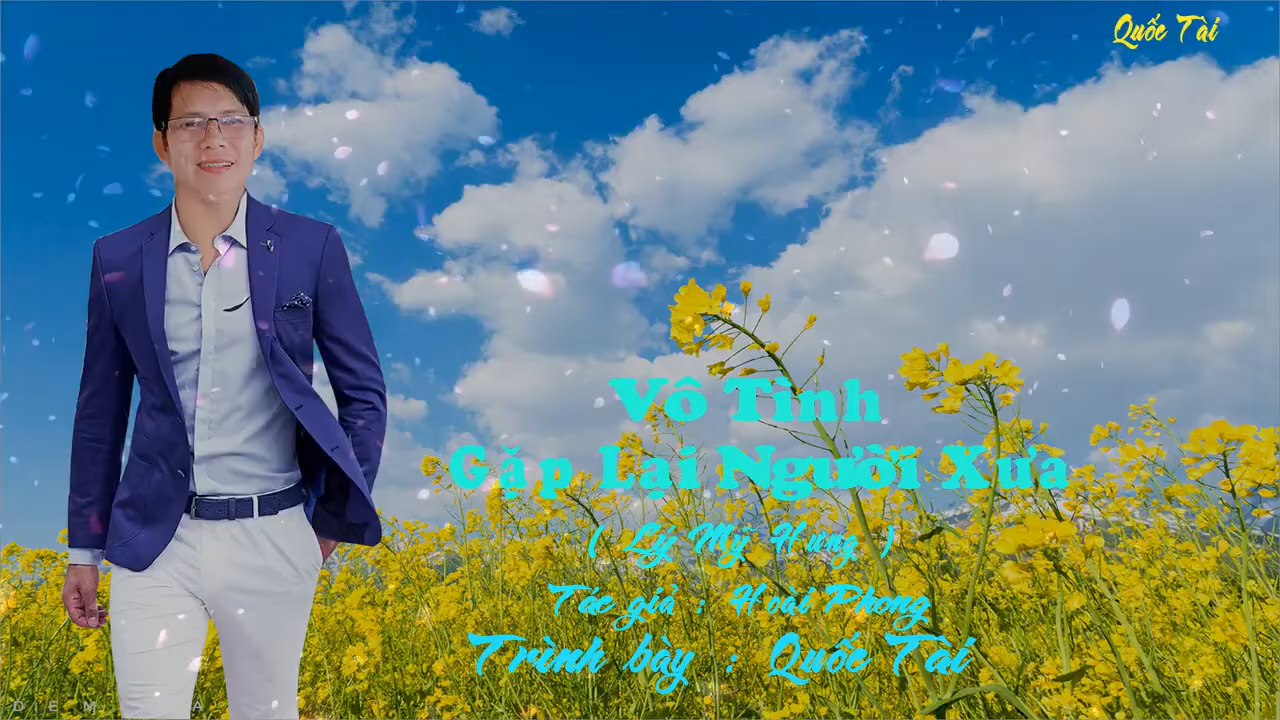 Quốc Tài
Vô Tình
Gặp Lại Người Xưa
( Lý Mỹ Hưng )
Tác giả : Hoài Phong
Trình bày : Quốc Tài